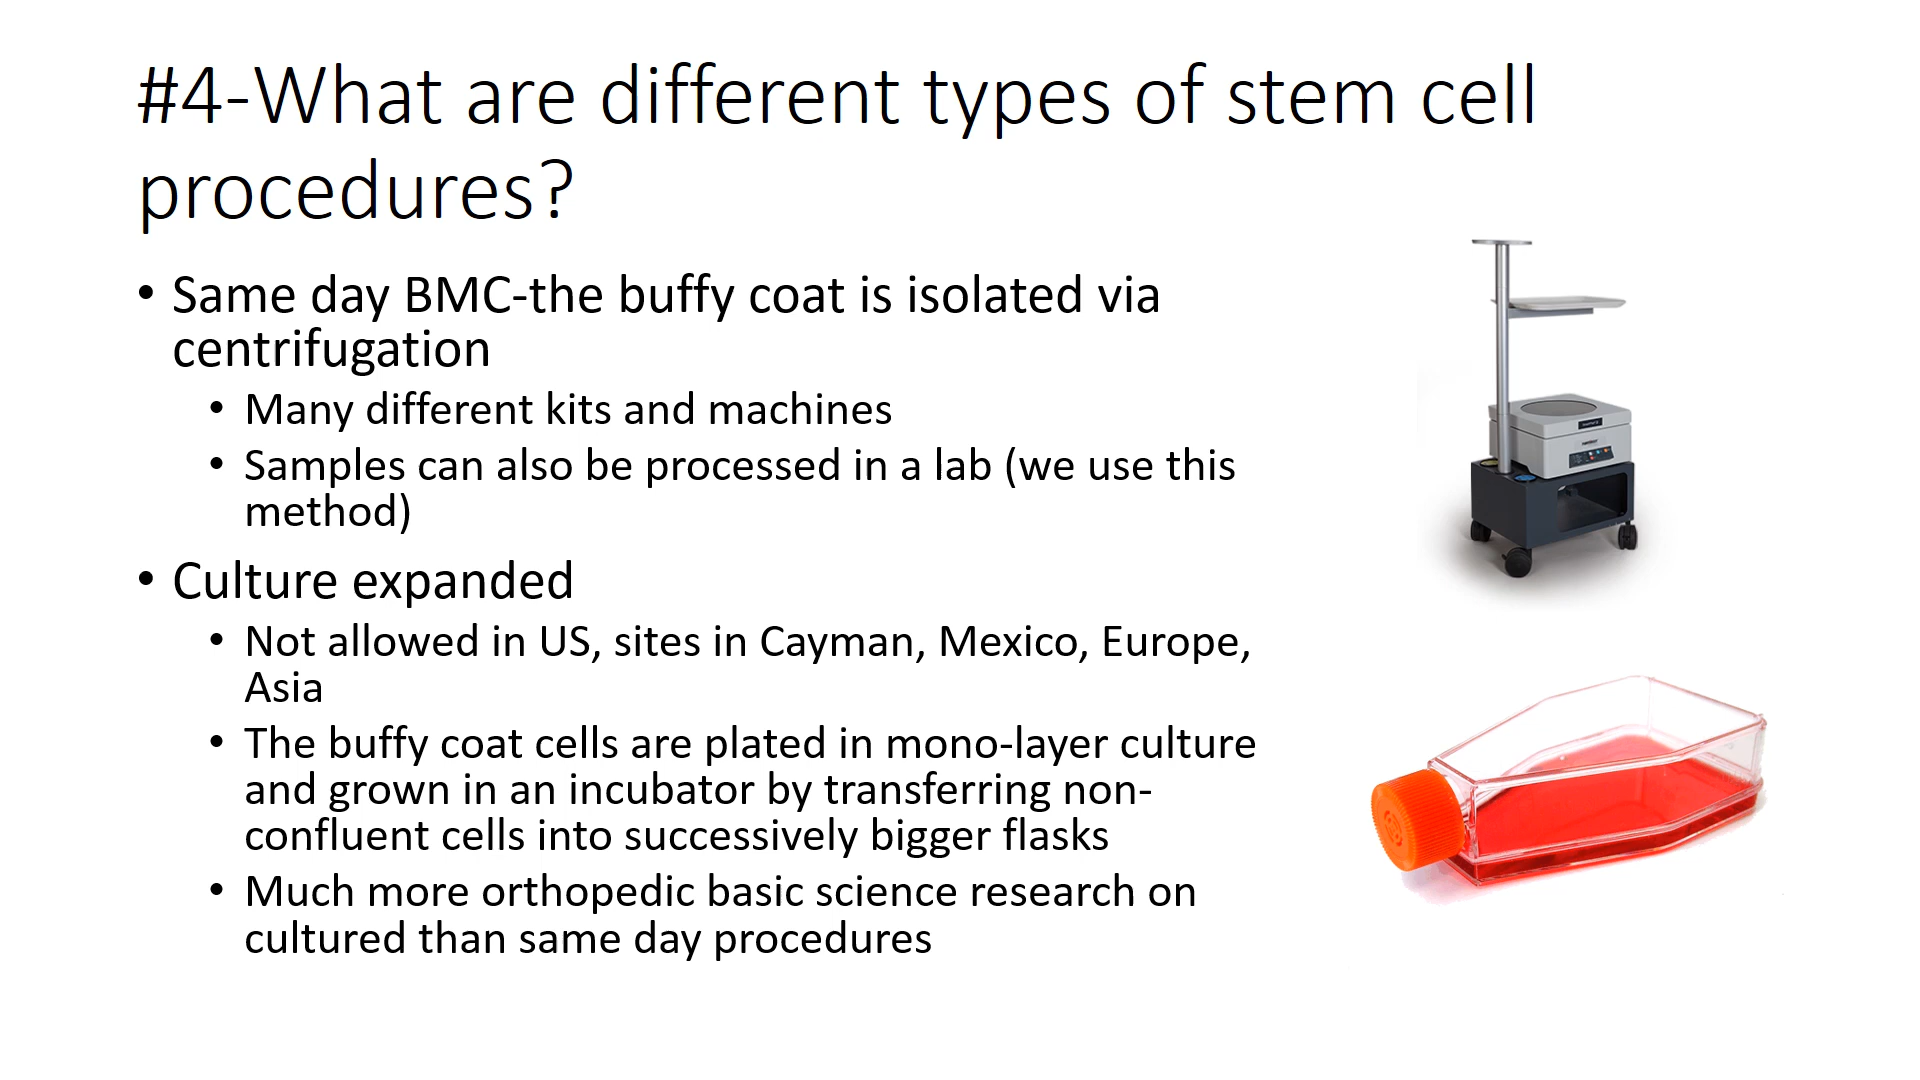 #4-What are different types of stem cell
procedures?
• Same day BMC-the buffy coat is isolated via
centrifugation
• Many different kits and machines
• Samples can also be processed in a lab (we use this
method)
• Culture expanded
• Not allowed in US, sites in Cayman, Mexico, Europe,
Asia
• The buffy coat cells are plated in mono-layer culture
and grown in an incubator by transferring non-
confluent cells into successively bigger flasks
• Much more orthopedic basic science research on
cultured than same day procedures